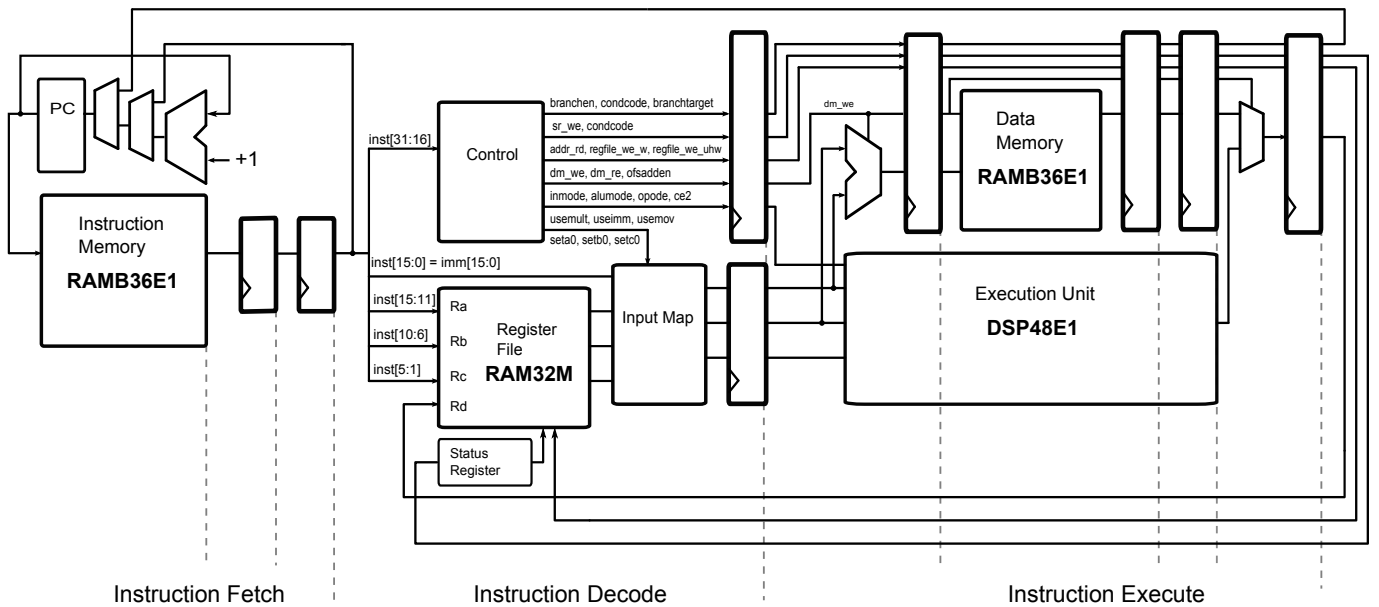 PC
+1
Instruction
Memory
RAMB36E1
inst[31:16]
Control
branchen, condcode, branchtarget
sr_we, condcode
addr_rd, regfile_we_w, regfile_we_uhw
dm_we, dm_re, ofsadden
inmode, alumode, opode, ce2
usemult, useimm, usemov
seta0, setb0, setc0
inst[15:0] = imm[15:0]
inst[15:11]
inst[10:6]
inst[5:1]
Ra
Rb
Rc
Rd
Register
File
RAM32M
Input Map
Status
Register
dm_we
Data
Memory
RAMB36E1
Execution Unit
DSP48E1
Instruction Fetch
Instruction Decode
Instruction Execute